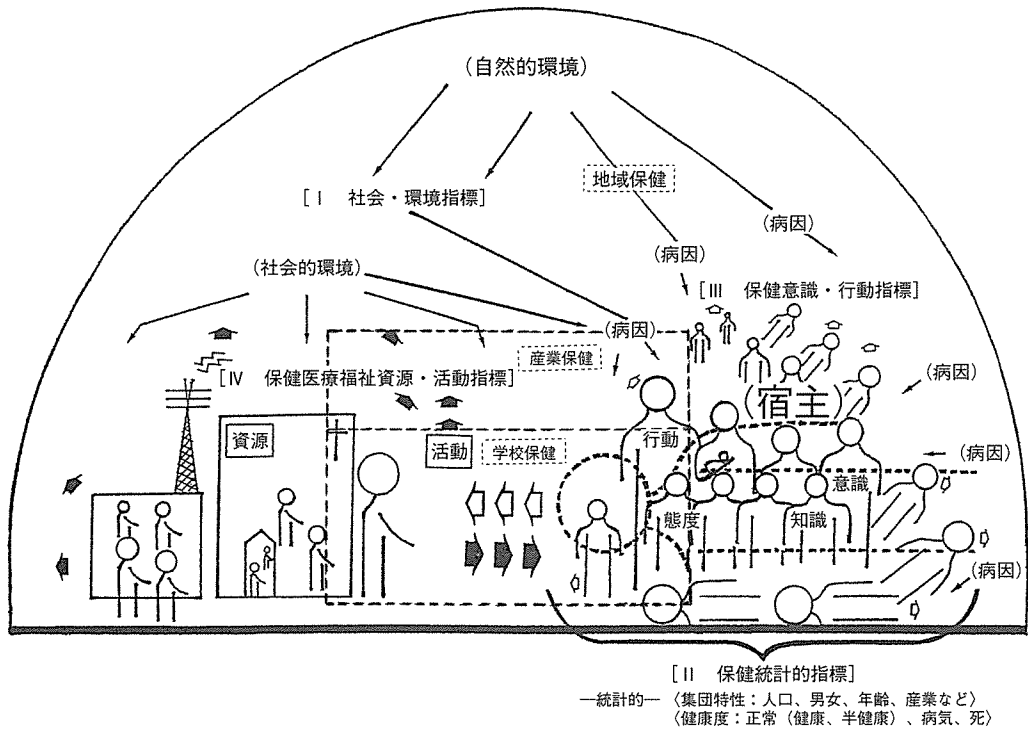 （自然的環境）
地域保健
［Ⅰ　社会・環境指標］
（病因）
（病因）
（社会的環境）
［Ⅲ　保健意識・行動指標］
（病因）
産業保健
［Ⅳ　保健医療福祉資源・活動指標］
（病因）
（宿主）
資源
活動
学校保健
行動
（病因）
意識
態度
知識
（病因）
［Ⅱ　保健統計的指標］
―統計的―〈集団特性：人口、男女、年齢、産業など〉
〈健康度：正常（健康、半健康）、病気、死〉